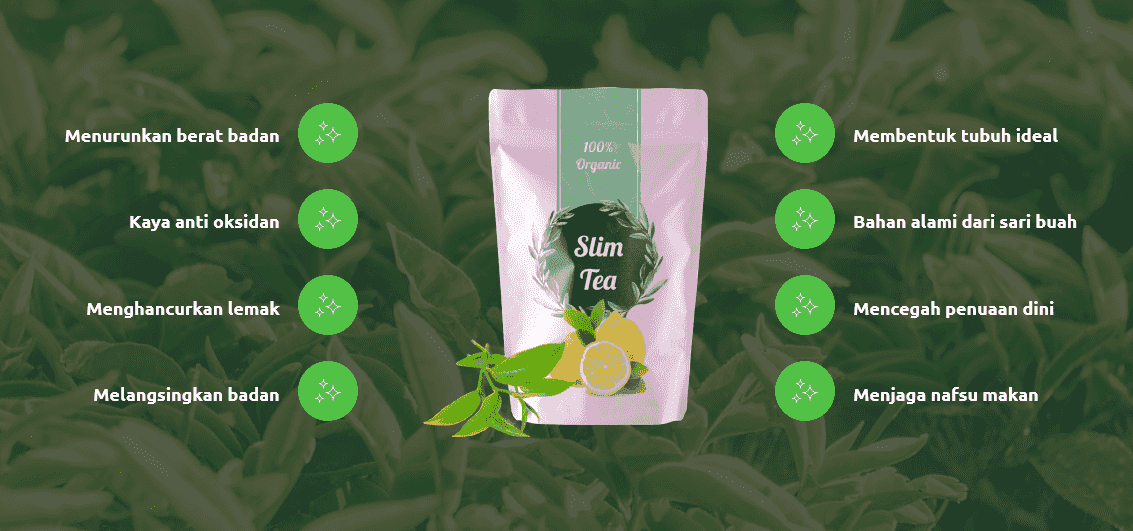 Menurunkan berat badan
Kaya anti oksidan
Menghancurkan lemak
Melangsingkan badan
100%
Organic
Slim
Tea
Membentuk tubuh ideal
Bahan alami dari sari buah
Mencegah penuaan dini
Menjaga nafsu makan